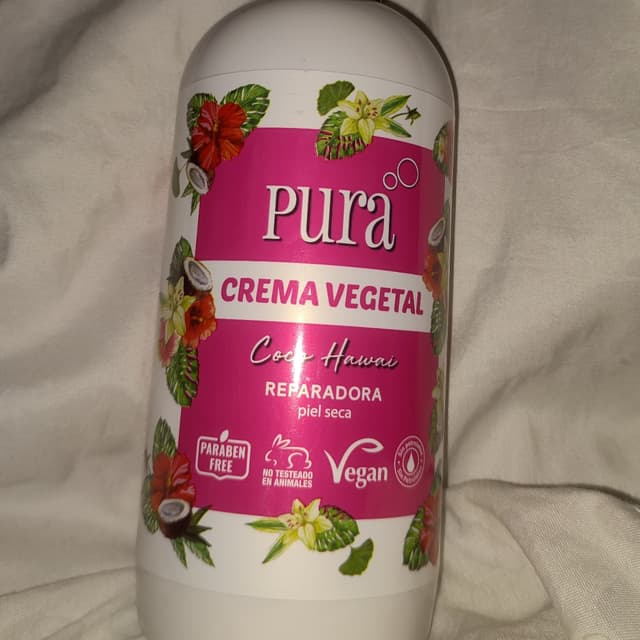 Pura
CREMA VEGETAL
Coco Hawai
REPARADORA
piel seca
PARABEN
FREE
NO TESTEADO
EN ANIMALES
Vegan